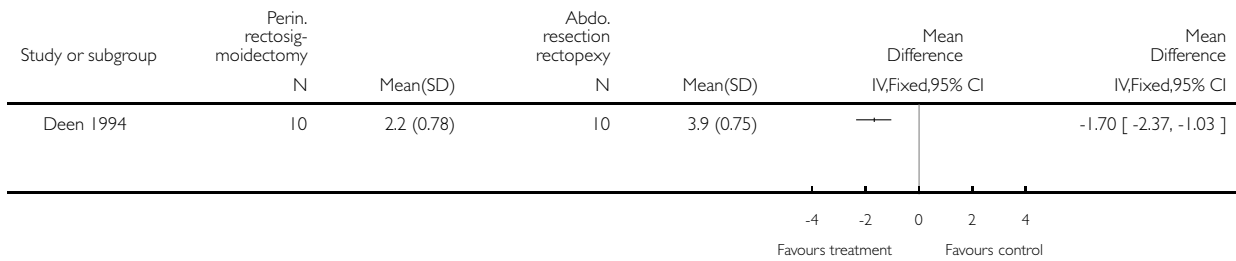 Study or subgroup
Perin. rectosig- moidectomy
Abdo. resection rectopexy
Mean Difference
Mean Difference
N Mean(SD) N Mean(SD) IV,Fixed,95% CI IV,Fixed,95% CI
Deen 1994 10 2.2 (0.78) 10 3.9 (0.75) -1.70 [ -2.37, -1.03 ]
-4 -2 0 2 4
Favours treatment Favours control